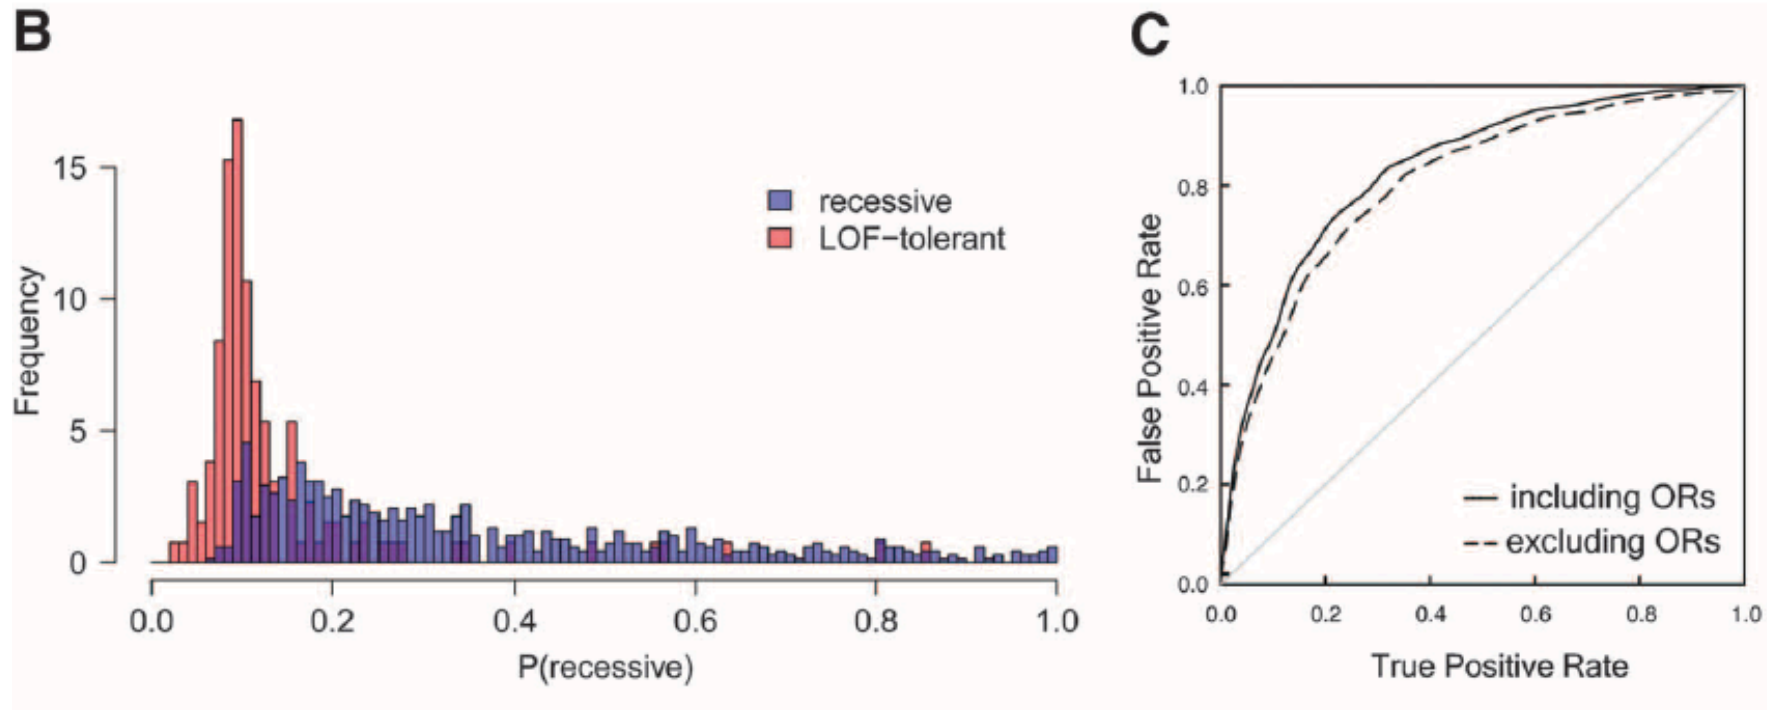 B
C
Frequency
15
10
5
0
recessive
LOF-tolerant
0.0 0.2 0.4 0.6 0.8 1.0
P(recessive)
False Positive Rate
1.0
0.8
0.6
0.4
0.2
0.0
including ORs
excluding ORs
0.0 0.2 0.4 0.6 0.8 1.0
True Positive Rate